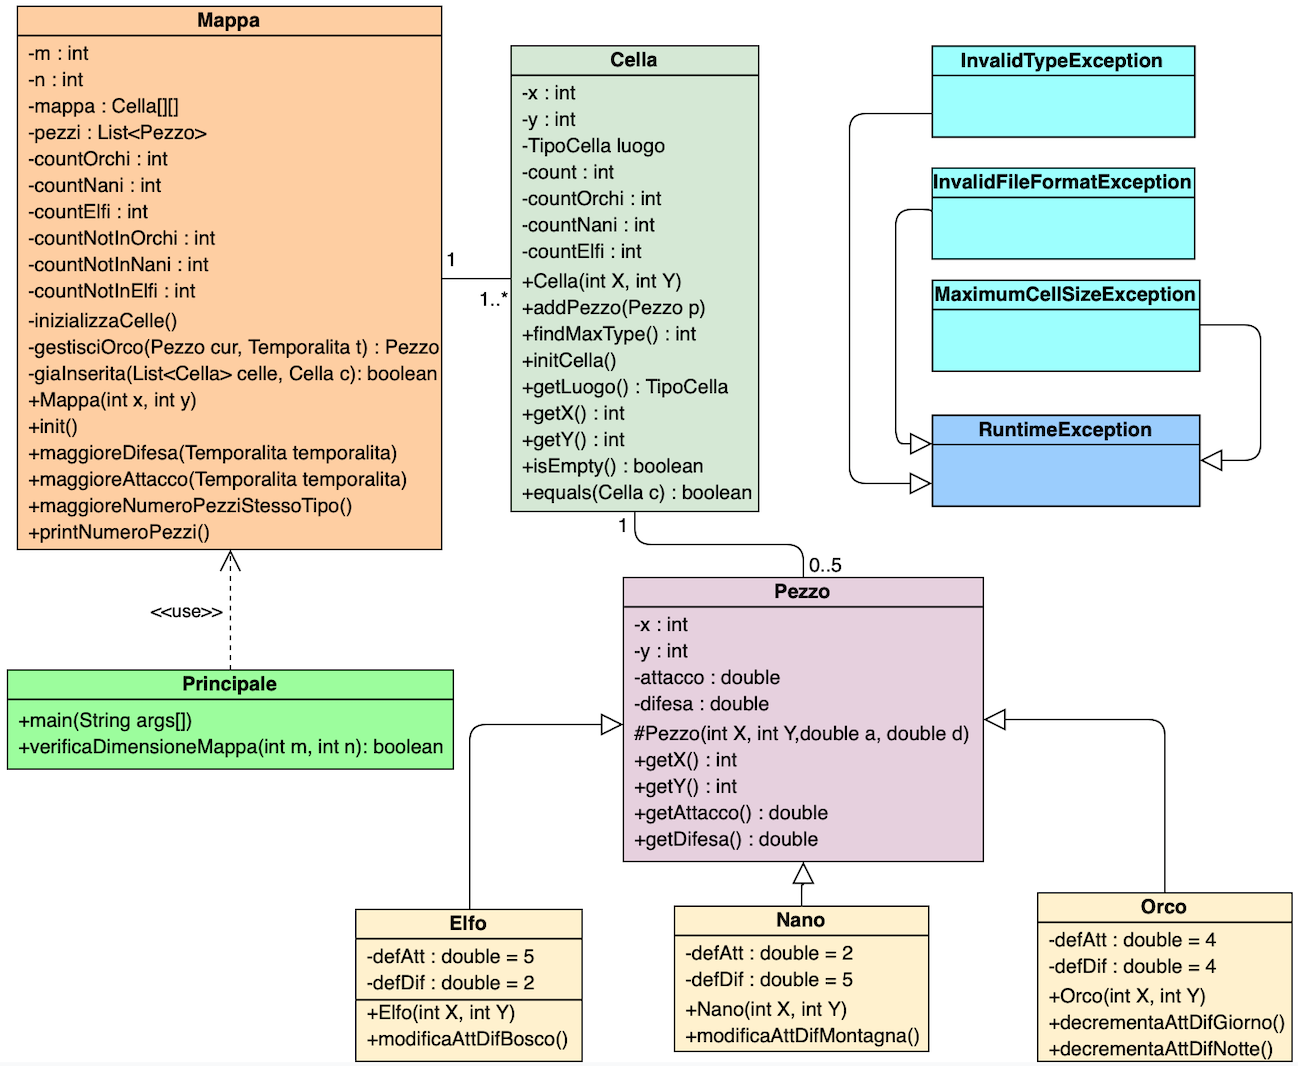 Mappa
-m : int
-n : int
-mappa : Cella[][]
-pezzi : List<Pezzo>
-countOrchi : int
-countNani : int
-countElfi : int
-countNotInOrchi : int
-countNotInNani : int
-countNotInElfi : int
-inizializzaCelle()
-gestisciOrco(Pezzo cur, Temporalita t) : Pezzo
-giaInserita(List<Cella> celle, Cella c): boolean
+Mappa(int x, int y)
+init()
+maggioreDifesa(Temporalita temporalita)
+maggioreAttacco(Temporalita temporalita)
+maggioreNumeroPezziStessoTipo()
+printNumeroPezzi()
1
1..*
Cella
-x : int
-y : int
-TipoCella luogo
-count : int
-countOrchi : int
-countNani : int
-countElfi : int
+Cella(int X, int Y)
+addPezzo(Pezzo p)
+findMaxType() : int
+initCella()
+getLuogo() : TipoCella
+getX() : int
+getY() : int
+isEmpty() : boolean
+equals(Cella c) : boolean
1
0..5
InvalidTypeException
InvalidFileFormatException
MaximumCellSizeException
RuntimeException
<<use>>
Principale
+main(String args[])
+verificaDimensioneMappa(int m, int n): boolean
Pezzo
-x : int
-y : int
-attacco : double
-difesa : double
#Pezzo(int X, int Y,double a, double d)
+getX() : int
+getY() : int
+getAttacco() : double
+getDifesa() : double
Elfo
-defAtt : double = 5
-defDif : double = 2
+Elfo(int X, int Y)
+modificaAttDifBosco()
Nano
-defAtt : double = 2
-defDif : double = 5
+Nano(int X, int Y)
+modificaAttDifMontagna()
Orco
-defAtt : double = 4
-defDif : double = 4
+Orco(int X, int Y)
+decrementaAttDifGiorno()
+decrementaAttDifNotte()